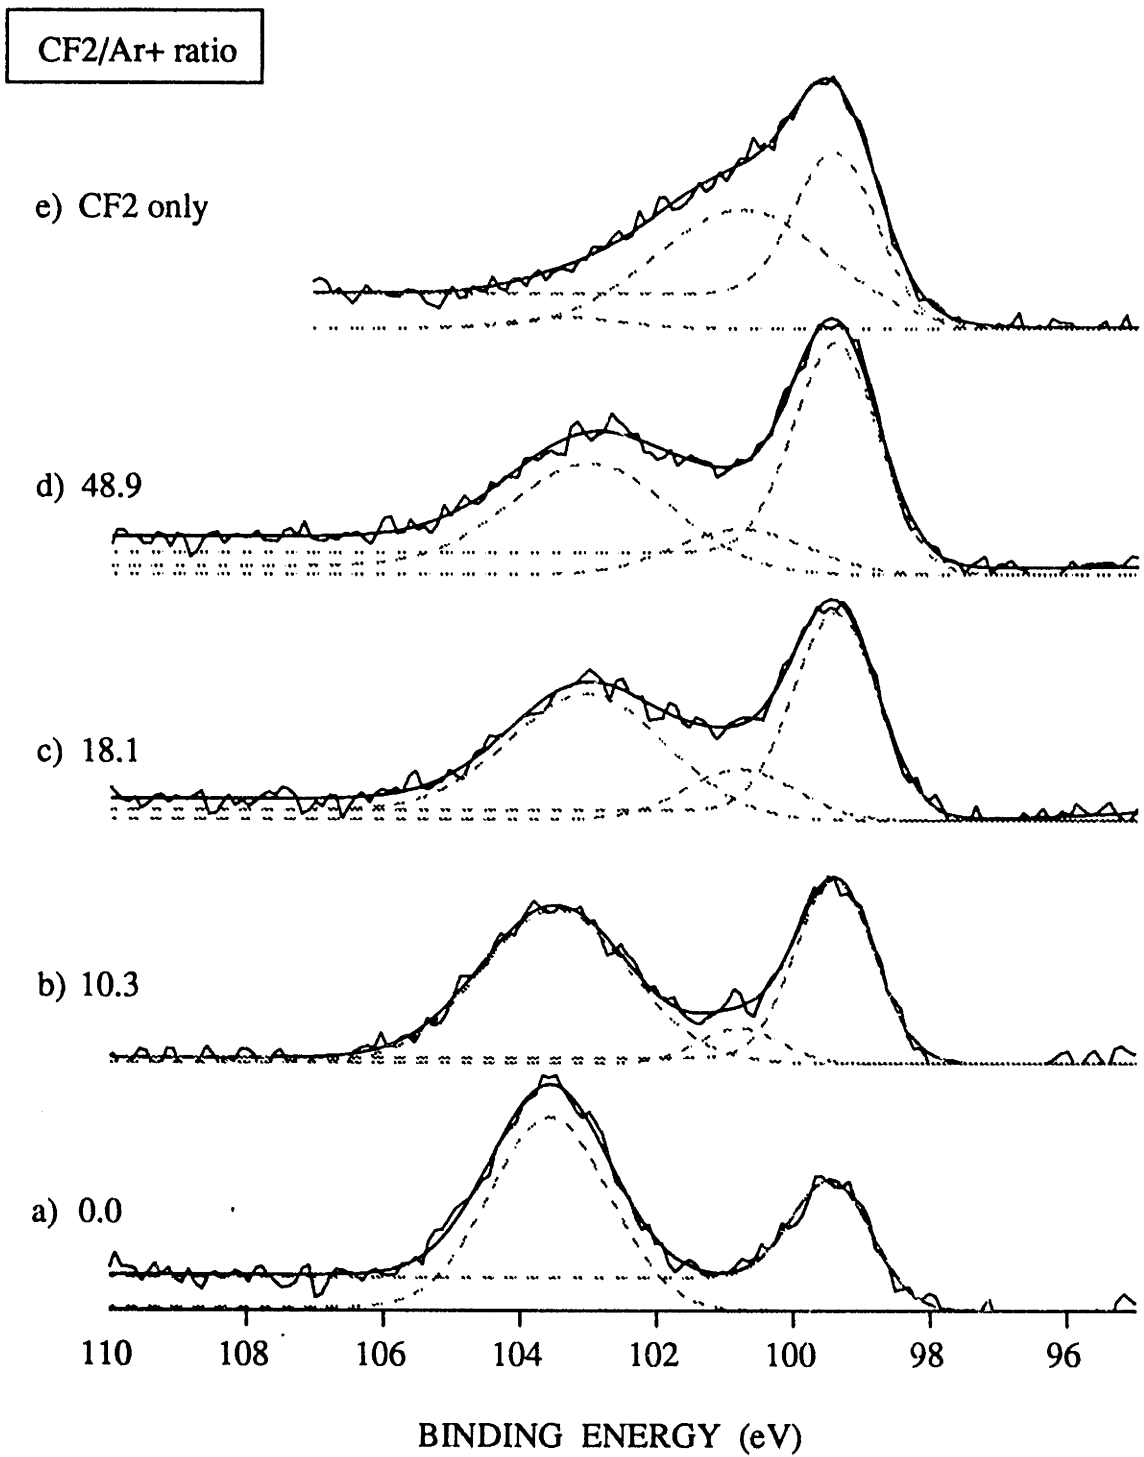 CF2/Ar+ ratio
e) CF2 only
d) 48.9
c) 18.1
b) 10.3
a) 0.0
110 108 106 104 102 100 98 96
BINDING ENERGY (eV)